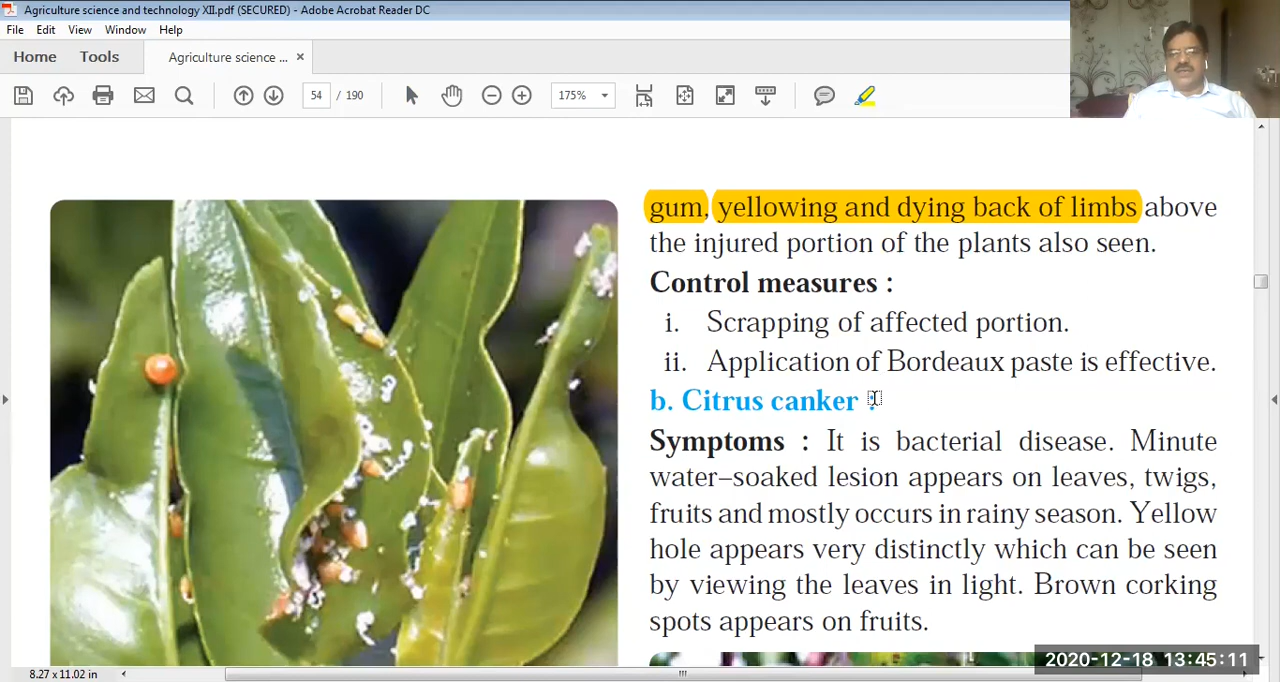 Agriculture science and technology XII.pdf (SECURED) - Adobe Acrobat Reader DC
File Edit View Window Help
Home Tools Agriculture science ... ×
54 / 190 175%
gum, yellowing and dying back of limbs above
the injured portion of the plants also seen.
Control measures :
i. Scrapping of affected portion.
ii. Application of Bordeaux paste is effective.
b. Citrus canker :
Symptoms : It is bacterial disease. Minute
water–soaked lesion appears on leaves, twigs,
fruits and mostly occurs in rainy season. Yellow
hole appears very distinctly which can be seen
by viewing the leaves in light. Brown corking
spots appears on fruits.
8.27 x 11.02 in
2020-12-18 13:45:11